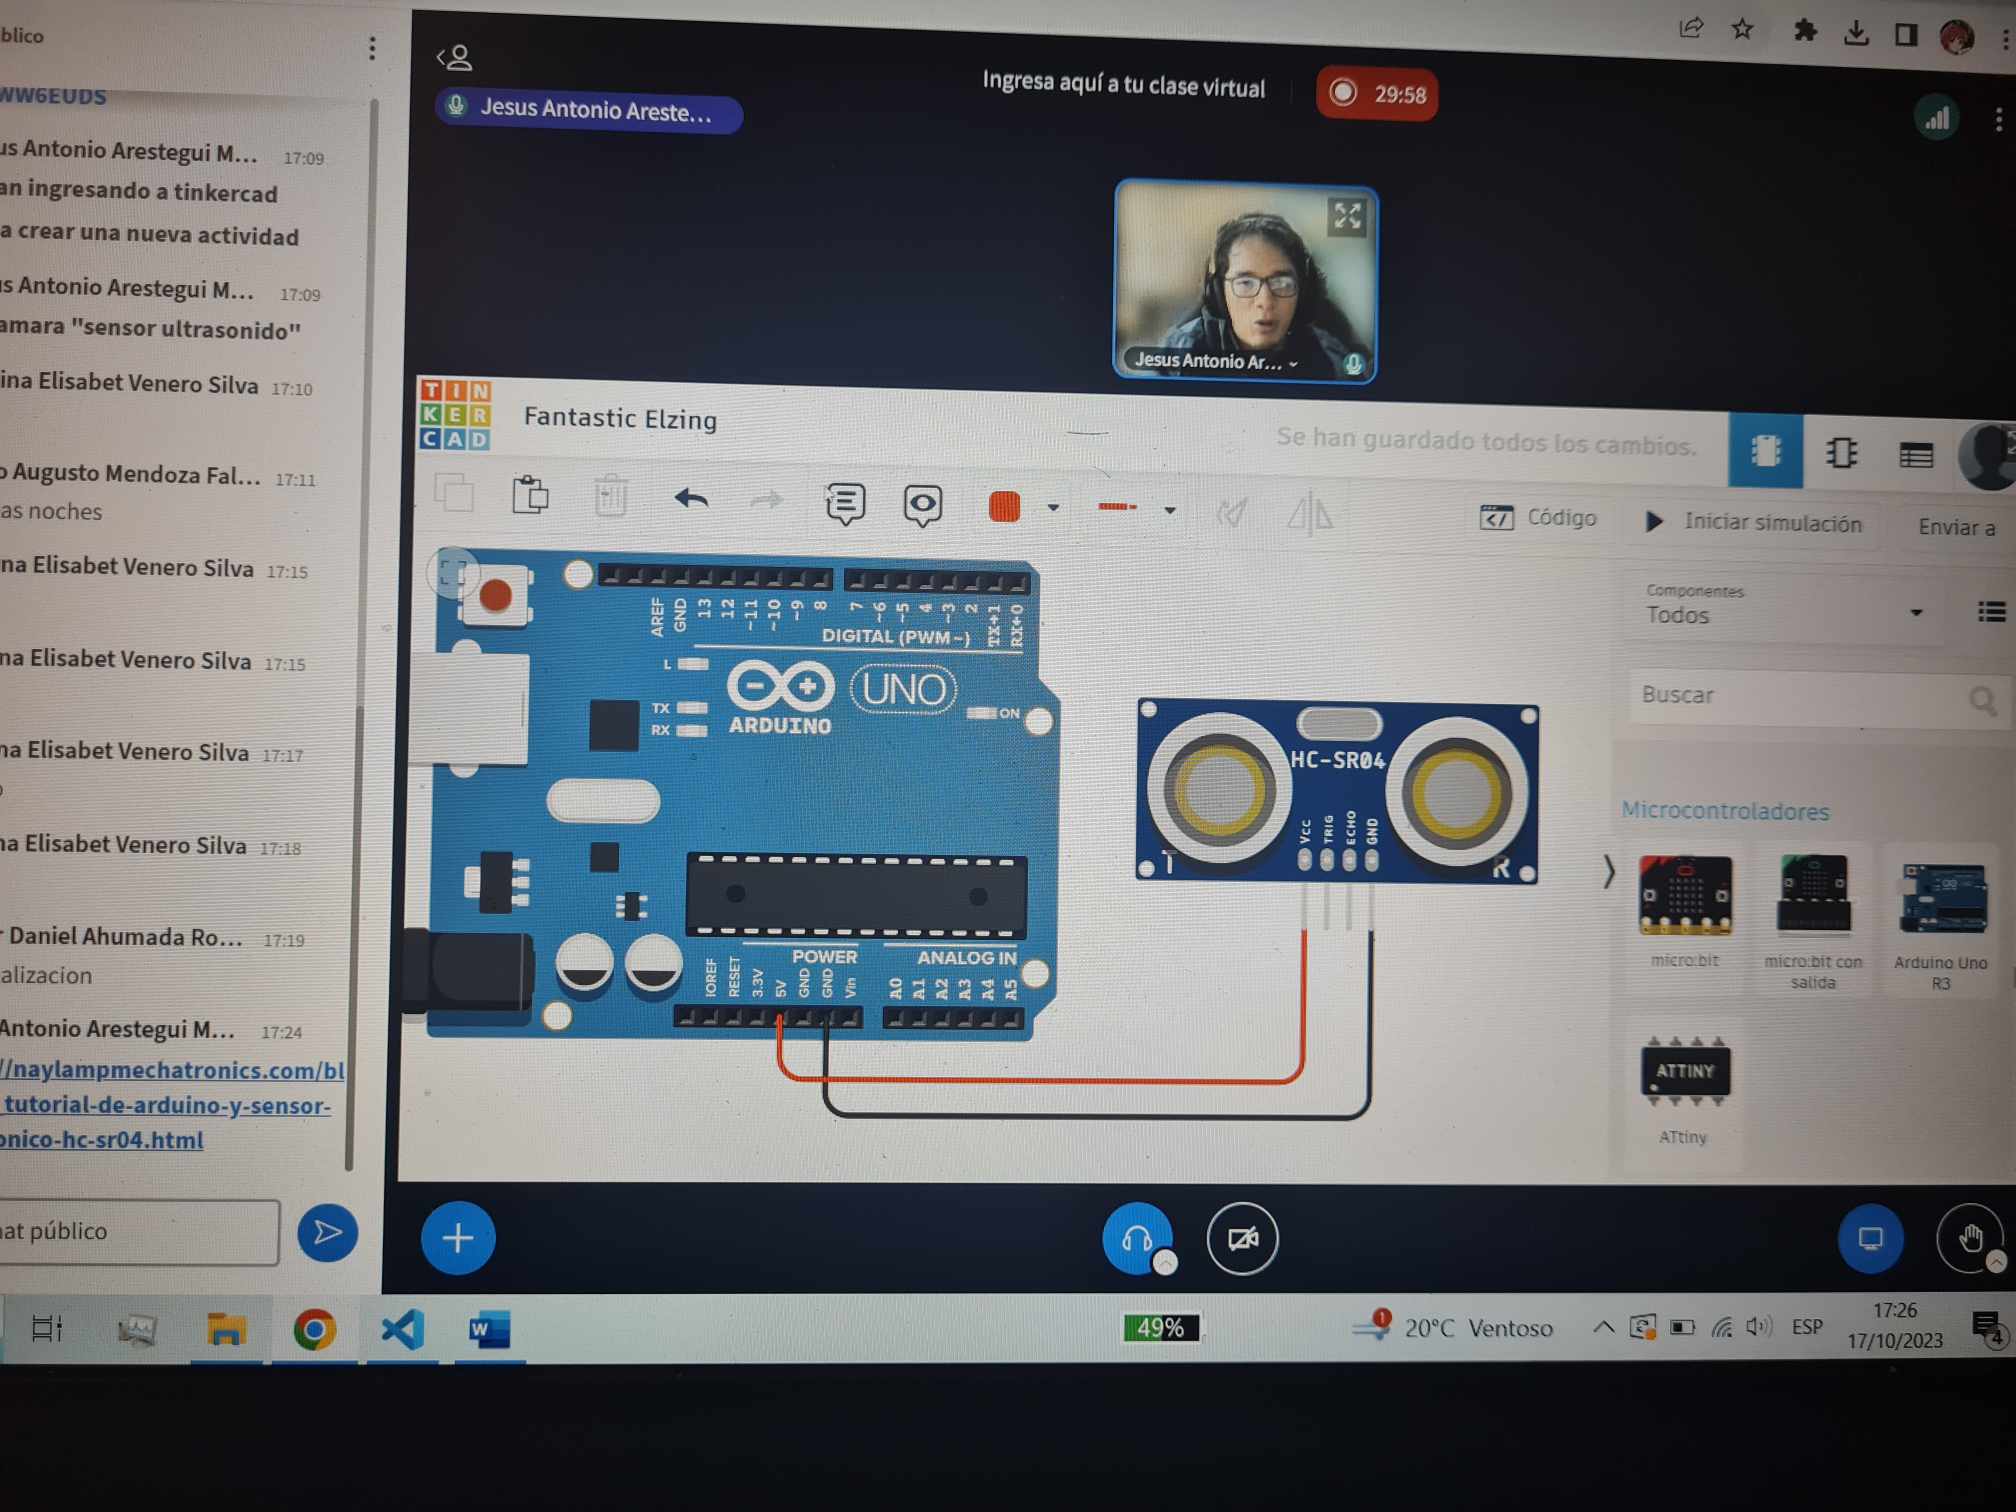 blico
WW6EUDS
us Antonio Arestegui M... 17:09
an ingresando a tinkercad
a crear una nueva actividad
us Antonio Arestegui M... 17:09
amara "sensor ultrasonido"
ina Elisabet Venero Silva 17:10
o Augusto Mendoza Fal... 17:11
as noches
na Elisabet Venero Silva 17:15
na Elisabet Venero Silva 17:15
na Elisabet Venero Silva 17:17
o
na Elisabet Venero Silva 17:18
r Daniel Ahumada Ro... 17:19
alizacion
Antonio Arestegui M... 17:24
//naylampmechatronics.com/bl
_tutorial-de-arduino-y-sensor-
onico-hc-sr04.html
at público
Jesus Antonio Areste...
Ingresa aquí a tu clase virtual
29:58
Jesus Antonio Ar...
TINKERCAD
Fantastic Elzing
Se han guardado todos los cambios.
Código
Iniciar simulación
Enviar a
Componentes
Todos
Buscar
Microcontroladores
micro:bit
micro:bit con salida
Arduino Uno R3
ATTINY
ATtiny
AREF GND 13 12 ~11 ~10 ~9 8 7 ~6 ~5 4 ~3 2 TX→1 RX←0
DIGITAL (PWM~)
L
TX
RX
UNO
ARDUINO
ON
POWER
ANALOG IN
IOREF RESET 3.3V 5V GND GND Vin A0 A1 A2 A3 A4 A5
HC-SR04
Vcc TRIG ECHO GND
T
R
49%
1
20°C Ventoso
ESP
17:26
17/10/2023
4
W